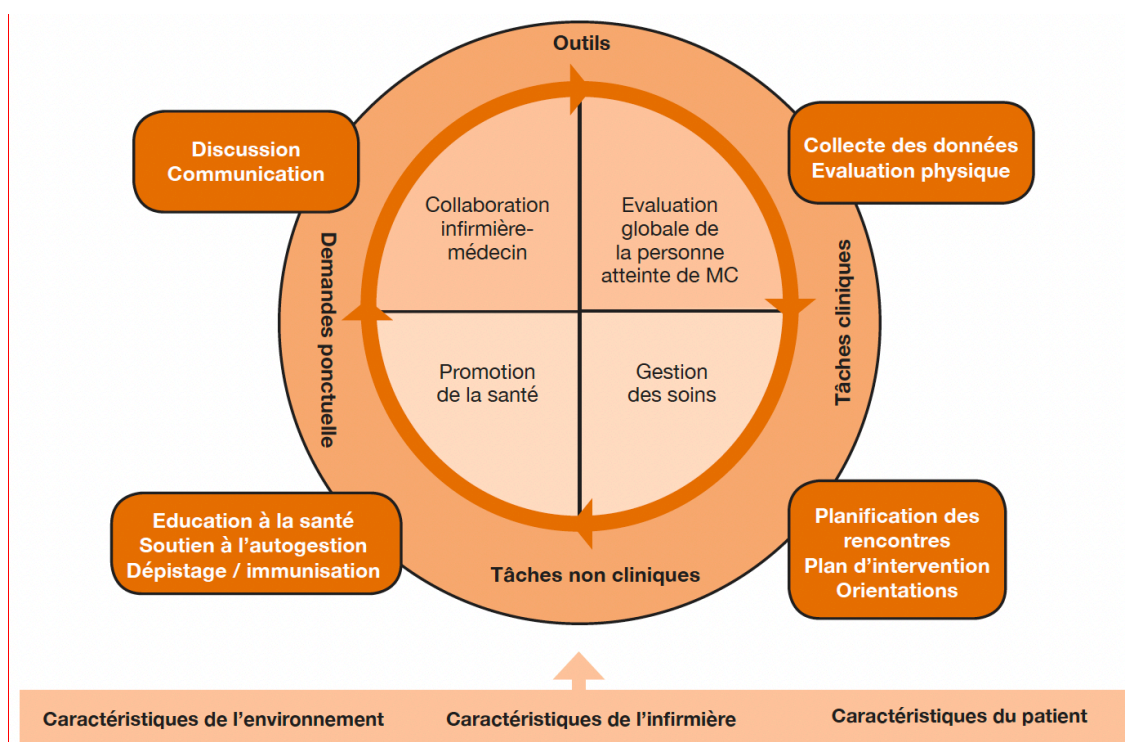 Outils
Discussion
Communication
Collecte des données
Evaluation physique
Collaboration
infirmière-
médecin
Evaluation
globale de
la personne
atteinte de MC
Demandes ponctuelle
Tâches cliniques
Promotion
de la santé
Gestion
des soins
Education à la santé
Soutien à l'autogestion
Dépistage / immunisation
Planification des
rencontres
Plan d'intervention
Orientations
Tâches non cliniques
Caractéristiques de l'environnement
Caractéristiques de l'infirmière
Caractéristiques du patient